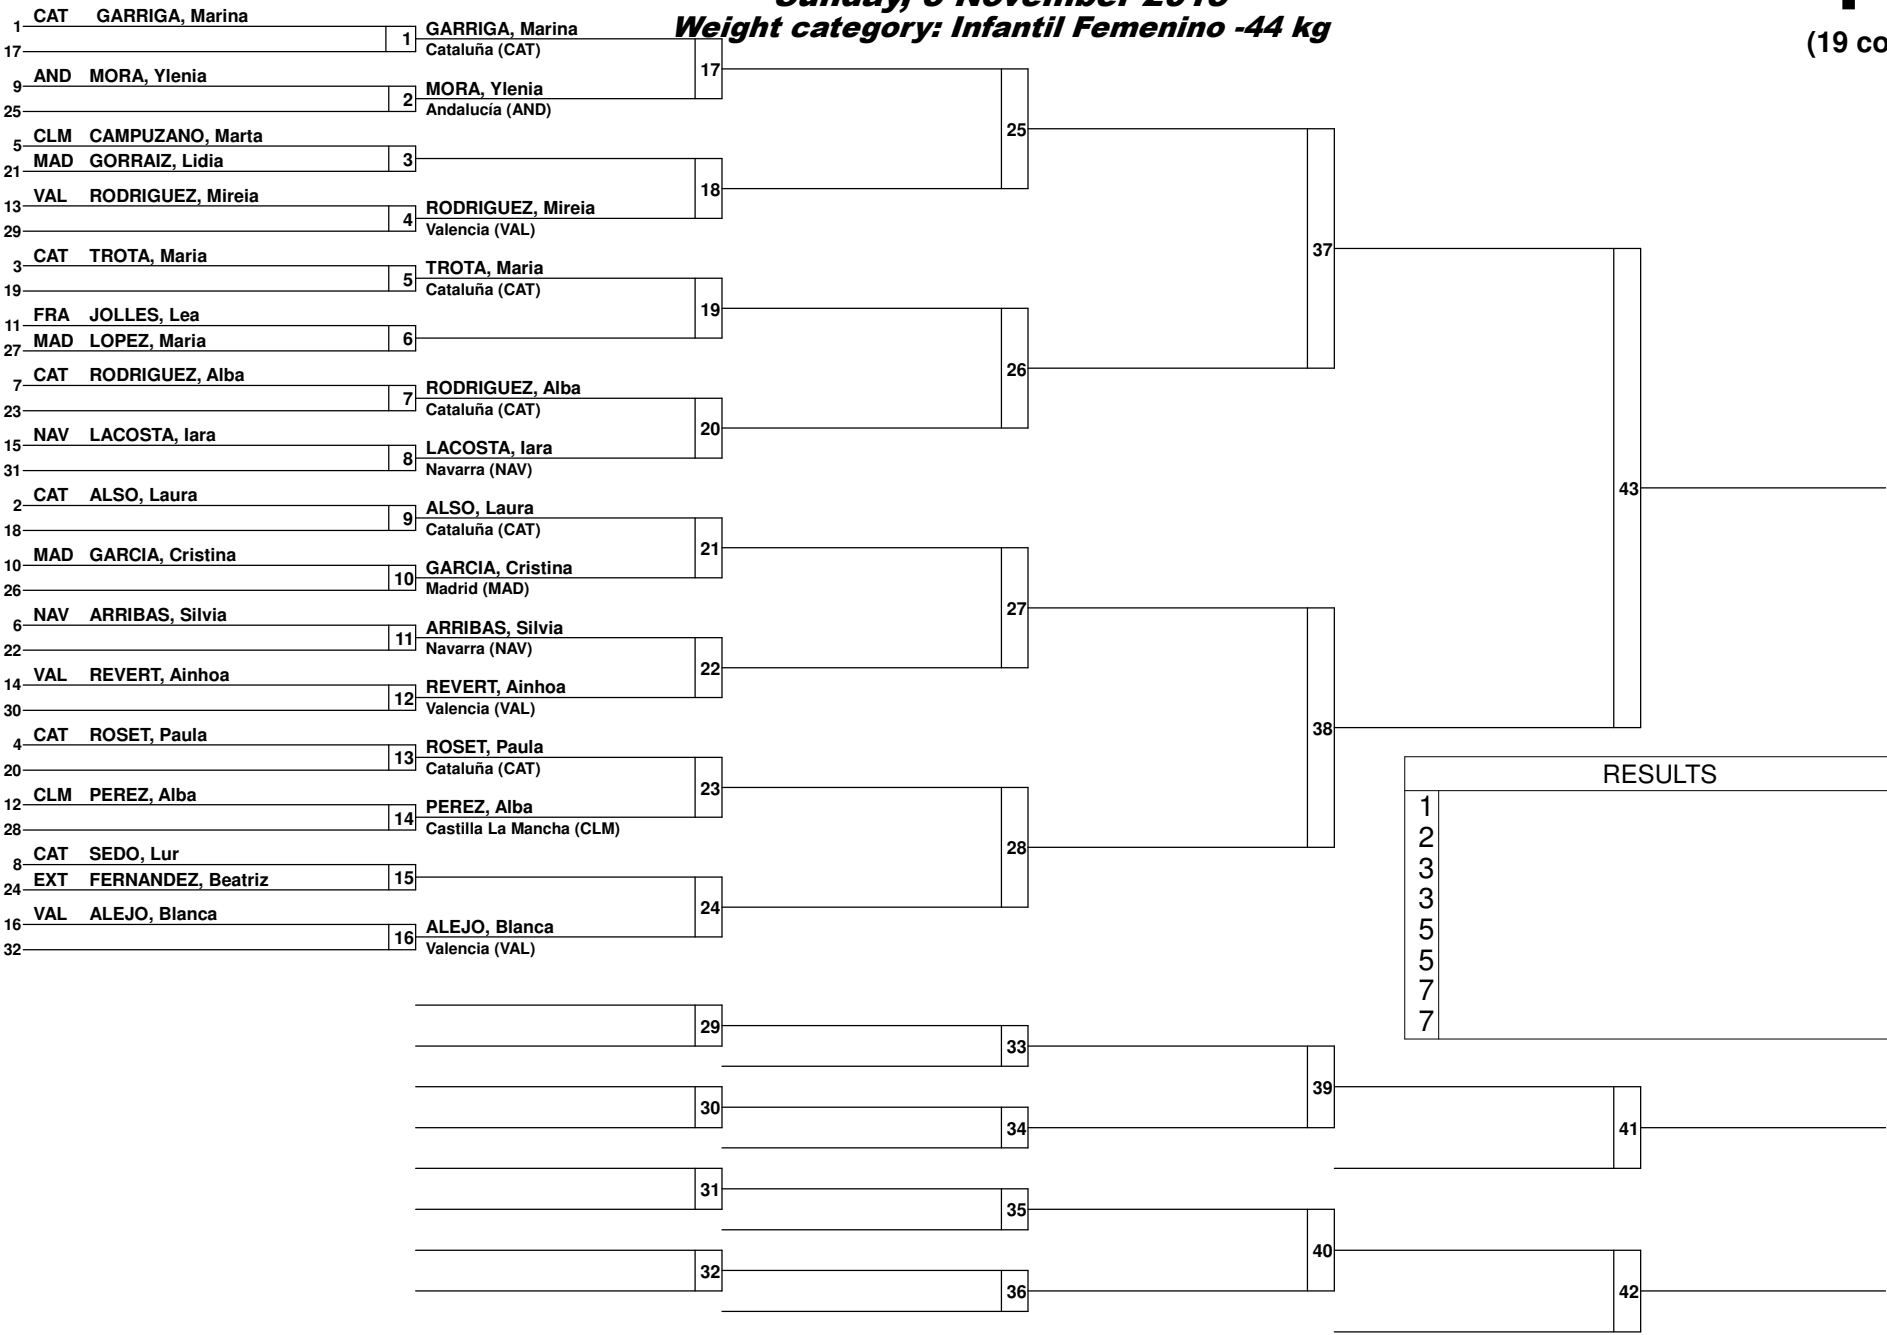 Weight category: Infantil Femenino -44 kg
(19 co
1 CAT GARRIGA, Marina
17
1
GARRIGA, Marina
Cataluña (CAT)
9 AND MORA, Ylenia
25
2
MORA, Ylenia
Andalucía (AND)
17
5 CLM CAMPUZANO, Marta
21 MAD GORRAIZ, Lidia
3
13 VAL RODRIGUEZ, Mireia
29
4
RODRIGUEZ, Mireia
Valencia (VAL)
18
25
3 CAT TROTA, Maria
19
5
TROTA, Maria
Cataluña (CAT)
11 FRA JOLLES, Lea
27 MAD LOPEZ, Maria
6
19
7 CAT RODRIGUEZ, Alba
23
7
RODRIGUEZ, Alba
Cataluña (CAT)
15 NAV LACOSTA, Iara
31
8
LACOSTA, Iara
Navarra (NAV)
20
26
37
2 CAT ALSO, Laura
18
9
ALSO, Laura
Cataluña (CAT)
10 MAD GARCIA, Cristina
26
10
GARCIA, Cristina
Madrid (MAD)
21
6 NAV ARRIBAS, Silvia
22
11
ARRIBAS, Silvia
Navarra (NAV)
14 VAL REVERT, Ainhoa
30
12
REVERT, Ainhoa
Valencia (VAL)
22
27
4 CAT ROSET, Paula
20
13
ROSET, Paula
Cataluña (CAT)
12 CLM PEREZ, Alba
28
14
PEREZ, Alba
Castilla La Mancha (CLM)
23
8 CAT SEDO, Lur
24 EXT FERNANDEZ, Beatriz
15
16 VAL ALEJO, Blanca
32
16
ALEJO, Blanca
Valencia (VAL)
24
28
38
43
RESULTS
1
2
3
3
5
5
7
7
29
33
30
34
39
41
31
35
32
36
40
42